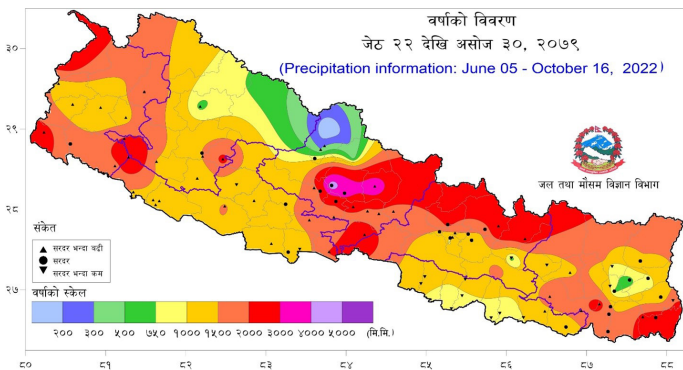 वर्षाको विवरण
जेठ २२ देखि असोज ३०, २०७९
(Precipitation information: June 05 - October 16, 2022)
जल तथा मौसम विज्ञान विभाग
संकेत
सरदर भन्दा बढी
सरदर
सरदर भन्दा कम
वर्षाको स्केल
२०० ३०० ५०० ७५० १००० १५०० २००० ३००० ४००० ५००० (मि.मि.)
३०
२९
२८
२७
८० ८१ ८२ ८३ ८४ ८५ ८६ ८७ ८८